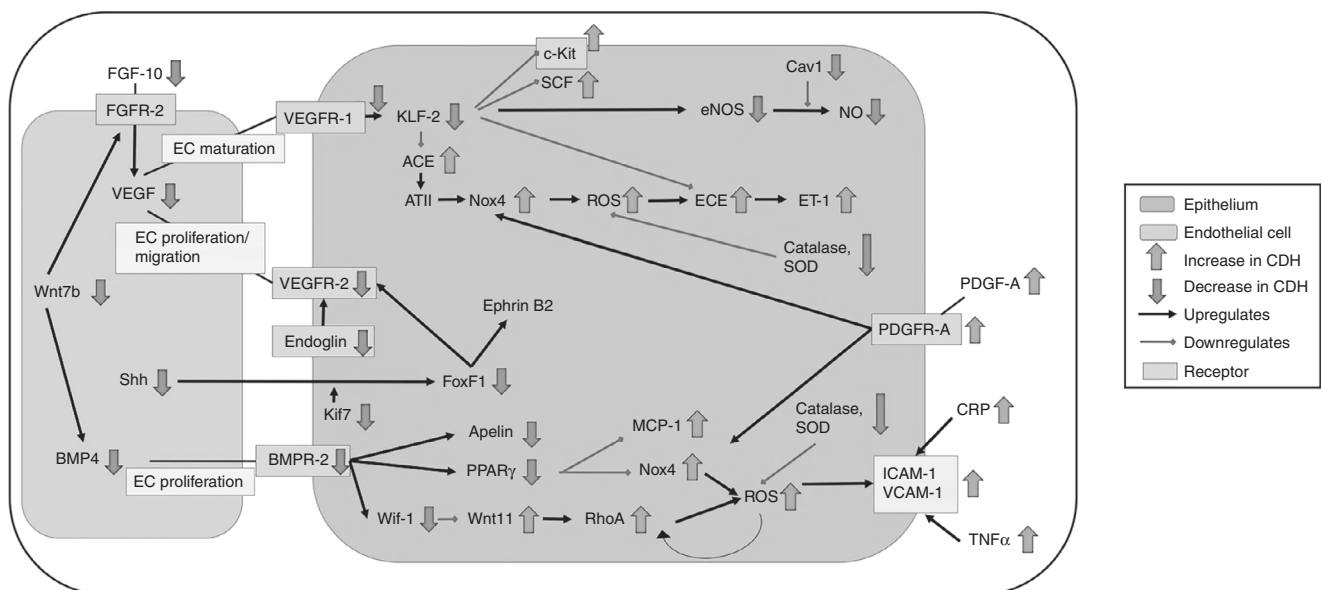 c-Kit
FGF-10
SCF
Cav1
FGFR-2
VEGFR-1
KLF-2
eNOS
NO
EC maturation
ACE
VEGF
ATII
Nox4
ROS
ECE
ET-1
EC proliferation/
migration
Catalase,
SOD
Wnt7b
VEGFR-2
PDGF-A
Ephrin B2
Endoglin
PDGFR-A
Shh
FoxF1
Kif7
Catalase,
SOD
CRP
MCP-1
Apelin
BMP4
BMPR-2
PPARγ
Nox4
ICAM-1
VCAM-1
EC proliferation
ROS
Wif-1
Wnt11
RhoA
TNFα
Epithelium
Endothelial cell
Increase in CDH
Decrease in CDH
Upregulates
Downregulates
Receptor